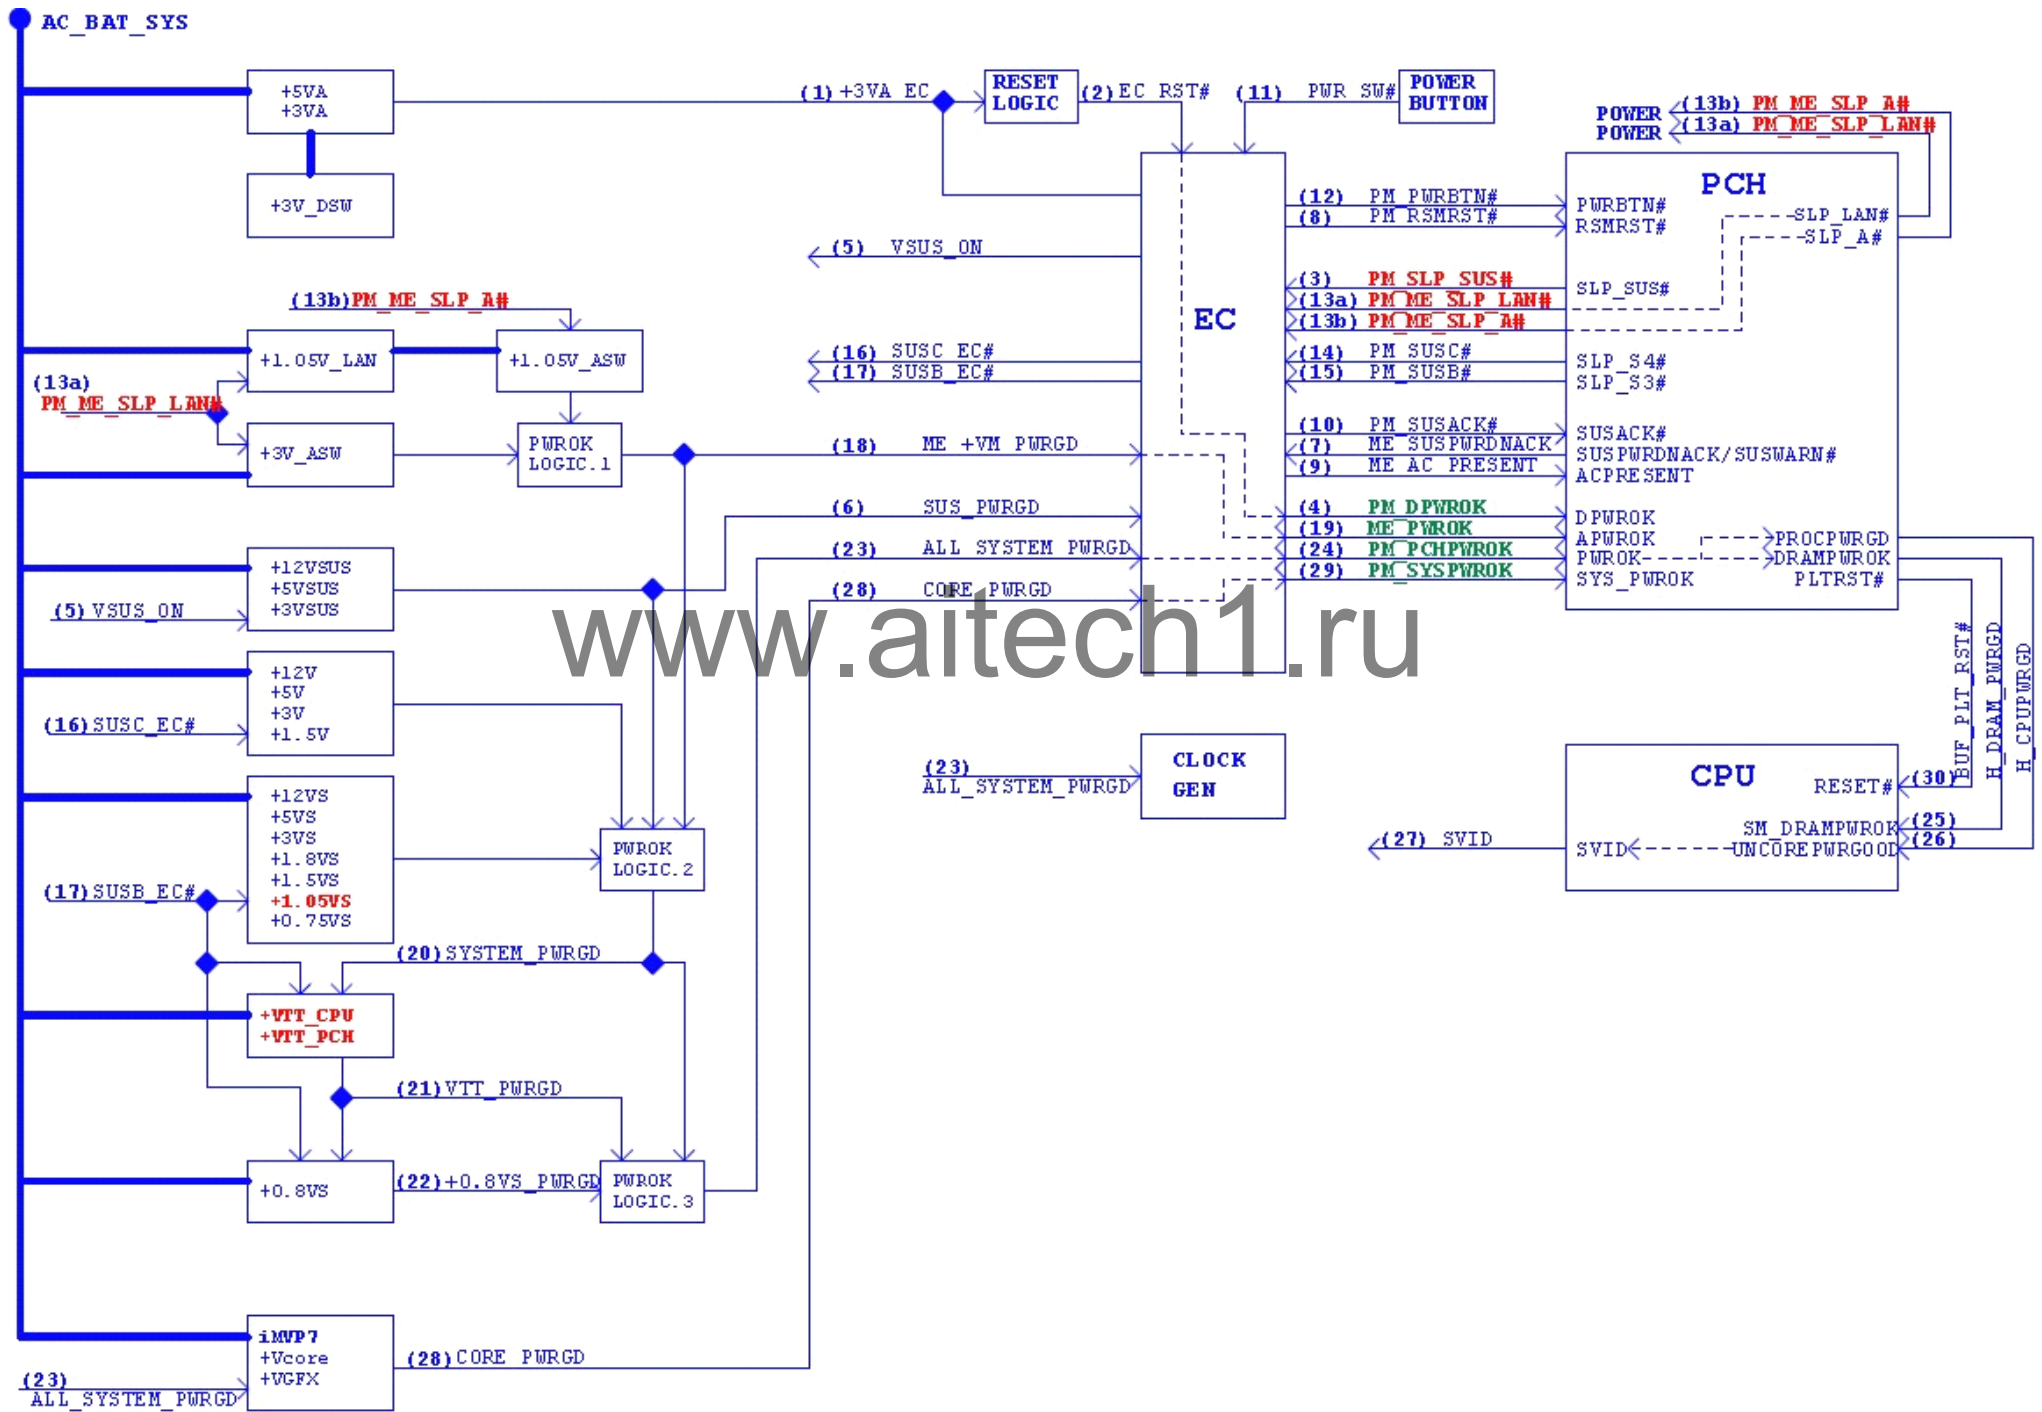 AC_BAT_SYS
+5VA
+3VA
+3V_DSW
(1) +3VA_EC
RESET
LOGIC
(2) EC_RST#
(11) PWR_SW#
POWER
BUTTON
POWER (13b) PM_ME_SLP_A#
POWER (13a) PM_ME_SLP_LAN#
EC
PCH
(12) PM_PWRBTN#
PWRBTN#
(8) PM_RSMRST#
RSMRST#
SLP_LAN#
SLP_A#
(5) VSUS_ON
(3) PM_SLP_SUS#
SLP_SUS#
(13a) PM_ME_SLP_LAN#
(13b) PM_ME_SLP_A#
(13b) PM_ME_SLP_A#
+1.05V_LAN
+1.05V_ASW
(13a)
PM_ME_SLP_LAN#
+3V_ASW
PWROK
LOGIC.1
(16) SUSC_EC#
(17) SUSB_EC#
(14) PM_SUSC#
SLP_S4#
(15) PM_SUSB#
SLP_S3#
(18) ME_+VM_PWRGD
(10) PM_SUSACK#
SUSACK#
(7) ME_SUSPWRDNACK
SUSPWRDNACK/SUSWARN#
(9) ME_AC_PRESENT
ACPRESENT
(6) SUS_PWRGD
(23) ALL_SYSTEM_PWRGD
(28) CORE_PWRGD
(4) PM_DPWROK
DPWROK
(19) ME_PWROK
APWROK
PROCPWRGD
(24) PM_PCHPWROK
PWROK
DRAMPWROK
(29) PM_SYSPWROK
SYS_PWROK
PLTRST#
+12VSUS
+5VSUS
+3VSUS
(5) VSUS_ON
www.aitech1.ru
+12V
+5V
+3V
+1.5V
(16) SUSC_EC#
+12VS
+5VS
+3VS
+1.8VS
+1.5VS
+1.05VS
+0.75VS
(17) SUSB_EC#
PWROK
LOGIC.2
(20) SYSTEM_PWRGD
+VTT_CPU
+VTT_PCH
(21) VTT_PWRGD
+0.8VS
(22) +0.8VS_PWRGD
PWROK
LOGIC.3
iMVP7
+Vcore
+VGFX
(28) CORE_PWRGD
(23)
ALL_SYSTEM_PWRGD
(23)
ALL_SYSTEM_PWRGD
CLOCK
GEN
BUF_PLT_RST#
H_DRAM_PWRGD
H_CPUPWRGD
CPU
RESET#
(30)
SM_DRAMPWROK
(25)
UNCOREPWRGOOD
(26)
SVID
(27) SVID